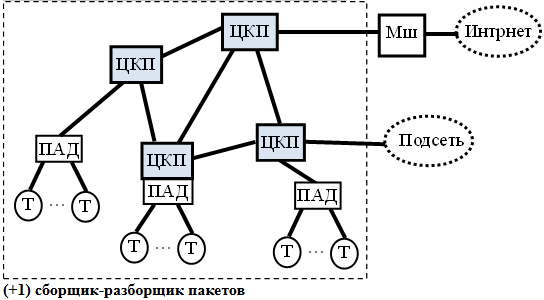 ЦКП
Мш
Интрнет
ЦКП
ПАД
ЦКП
ЦКП
Подсеть
ПАД
ПАД
Т ... Т
Т ... Т
Т ... Т
(+1) сборщик-разборщик пакетов